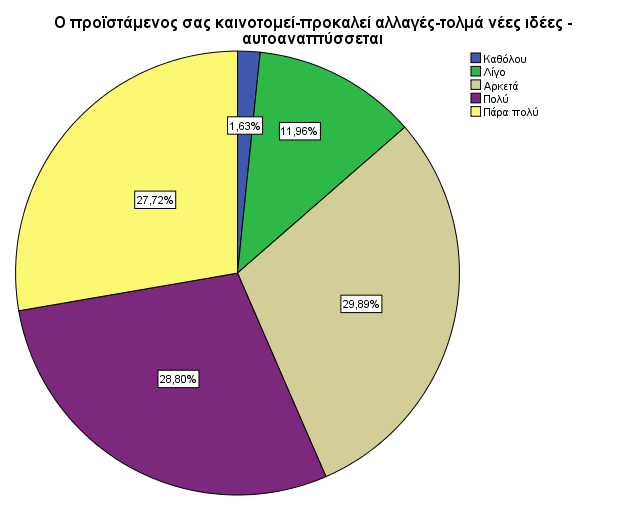 Ο προϊστάμενος σας καινοτομεί-προκαλεί αλλαγές-τολμά νέες ιδέες -
αυτοαναπτύσσεται
Καθόλου
Λίγο
Αρκετά
Πολύ
Πάρα πολύ
1,63%
11,96%
27,72%
29,89%
28,80%